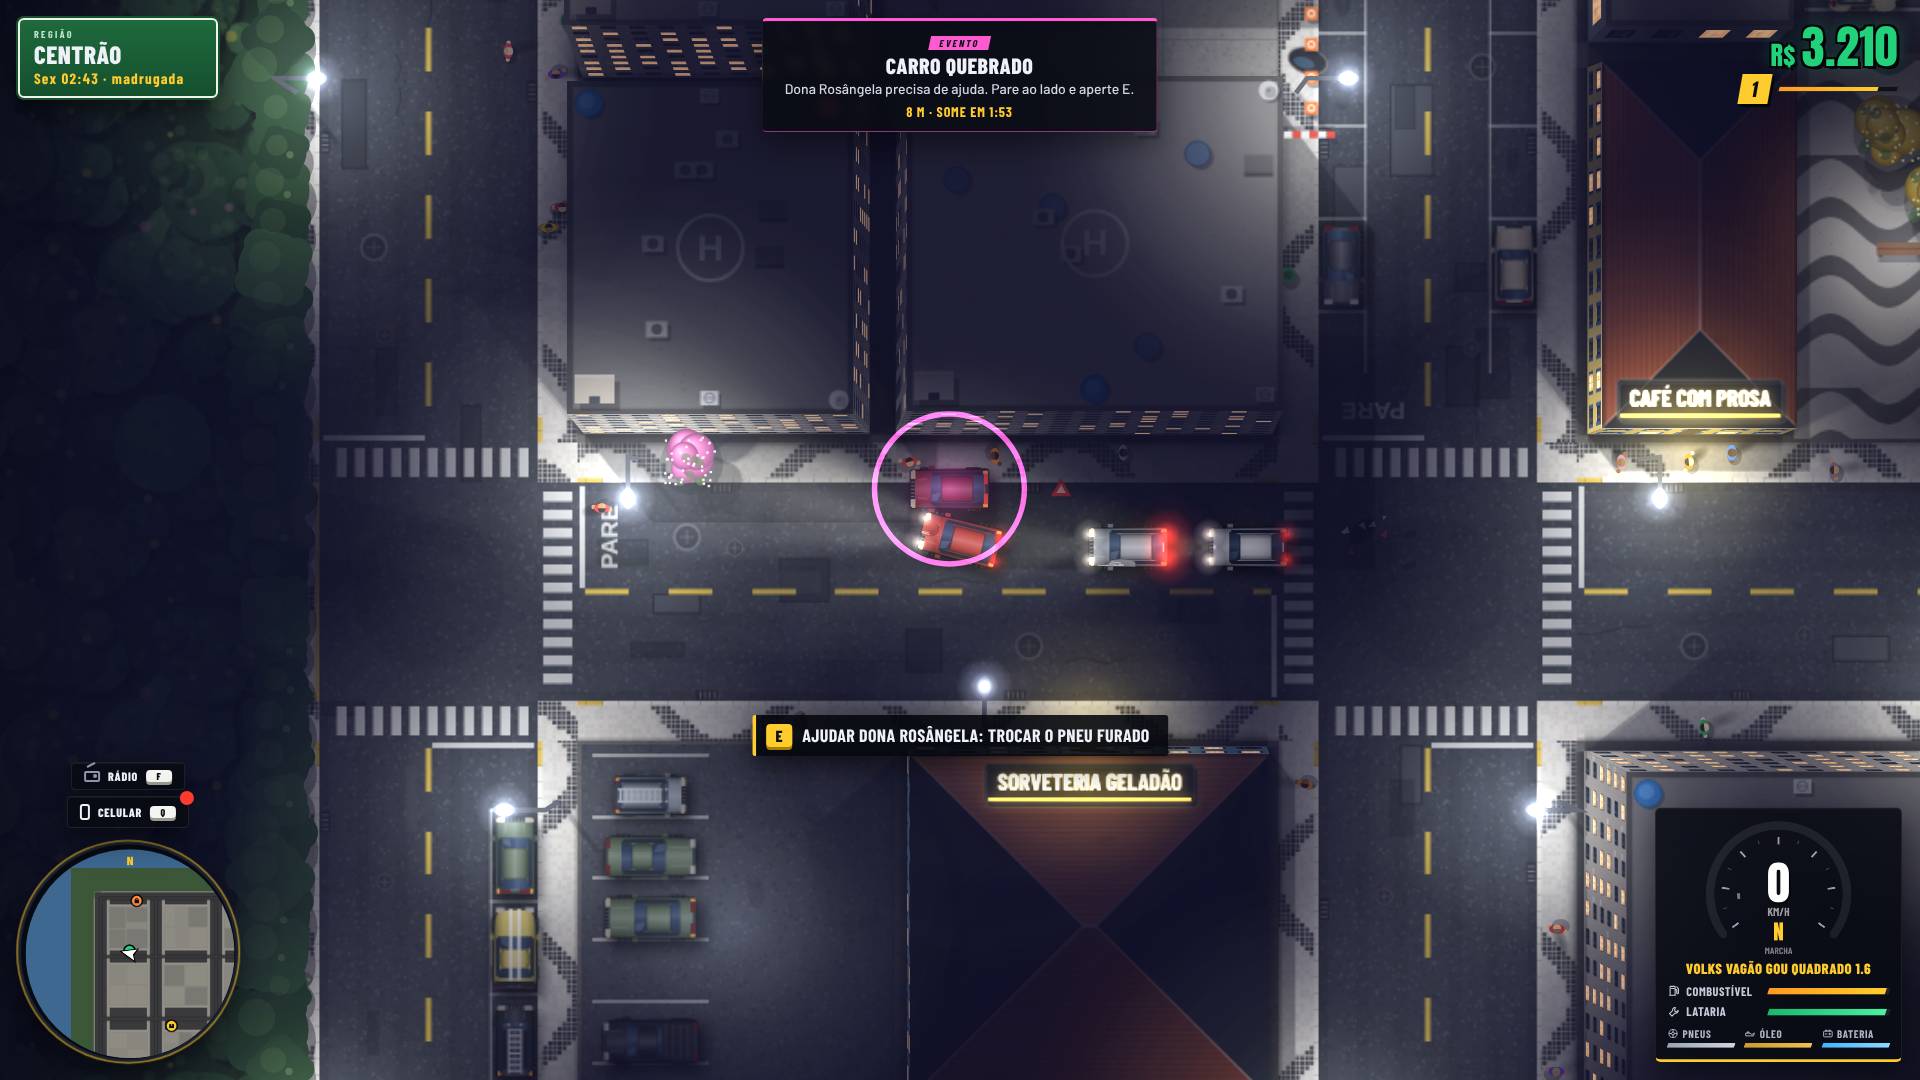 REGIÃO
CENTRÃO
Sex 02:43 · madrugada
EVENTO
CARRO QUEBRADO
Dona Rosângela precisa de ajuda. Pare ao lado e aperte E.
8 M · SOME EM 1:53
R$ 3.210
1
H
H
PARE
CAFÉ COM PROSA
PARE
E AJUDAR DONA ROSÂNGELA: TROCAR O PNEU FURADO
SORVETERIA GELADÃO
RÁDIO F
CELULAR Q
N
0
KM/H
N
MARCHA
VOLKS VAGÃO GOU QUADRADO 1.6
COMBUSTÍVEL
LATARIA
PNEUS ÓLEO BATERIA